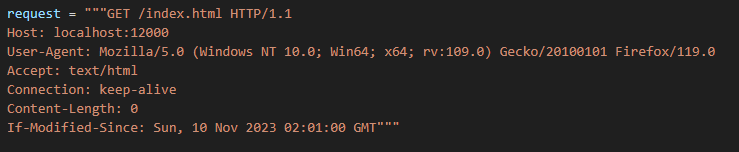 request = """GET /index.html HTTP/1.1
Host: localhost:12000
User-Agent: Mozilla/5.0 (Windows NT 10.0; Win64; x64; rv:109.0) Gecko/20100101 Firefox/119.0
Accept: text/html
Connection: keep-alive
Content-Length: 0
If-Modified-Since: Sun, 10 Nov 2023 02:01:00 GMT"""